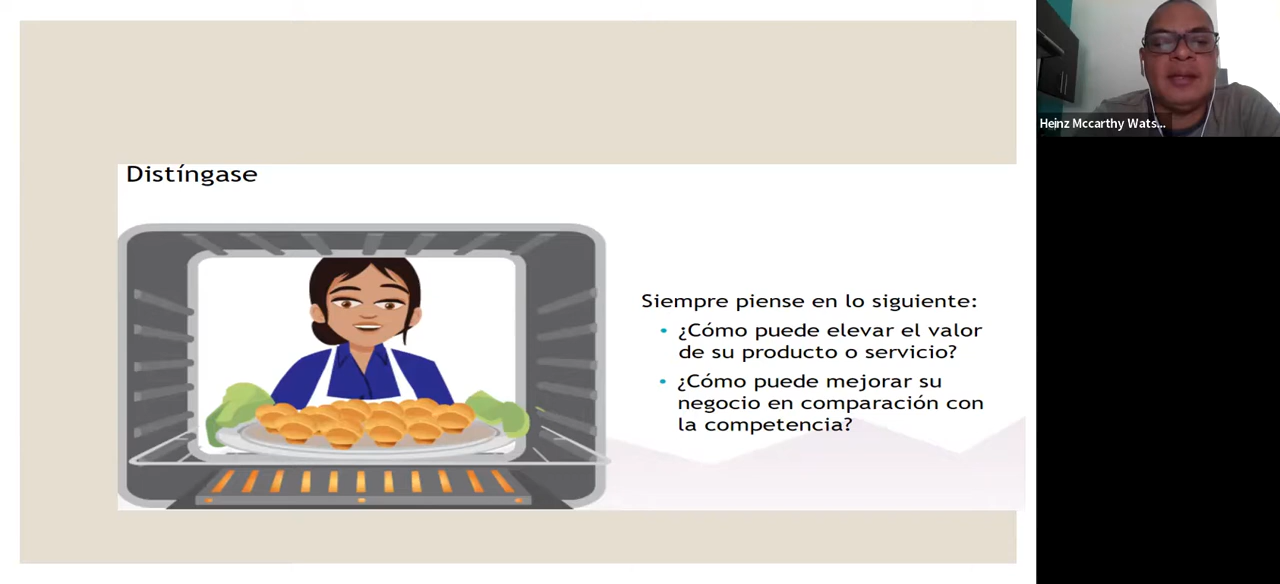 Distíngase
Siempre piense en lo siguiente:
• ¿Cómo puede elevar el valor
de su producto o servicio?
• ¿Cómo puede mejorar su
negocio en comparación con
la competencia?
Heinz Mccarthy Wats...